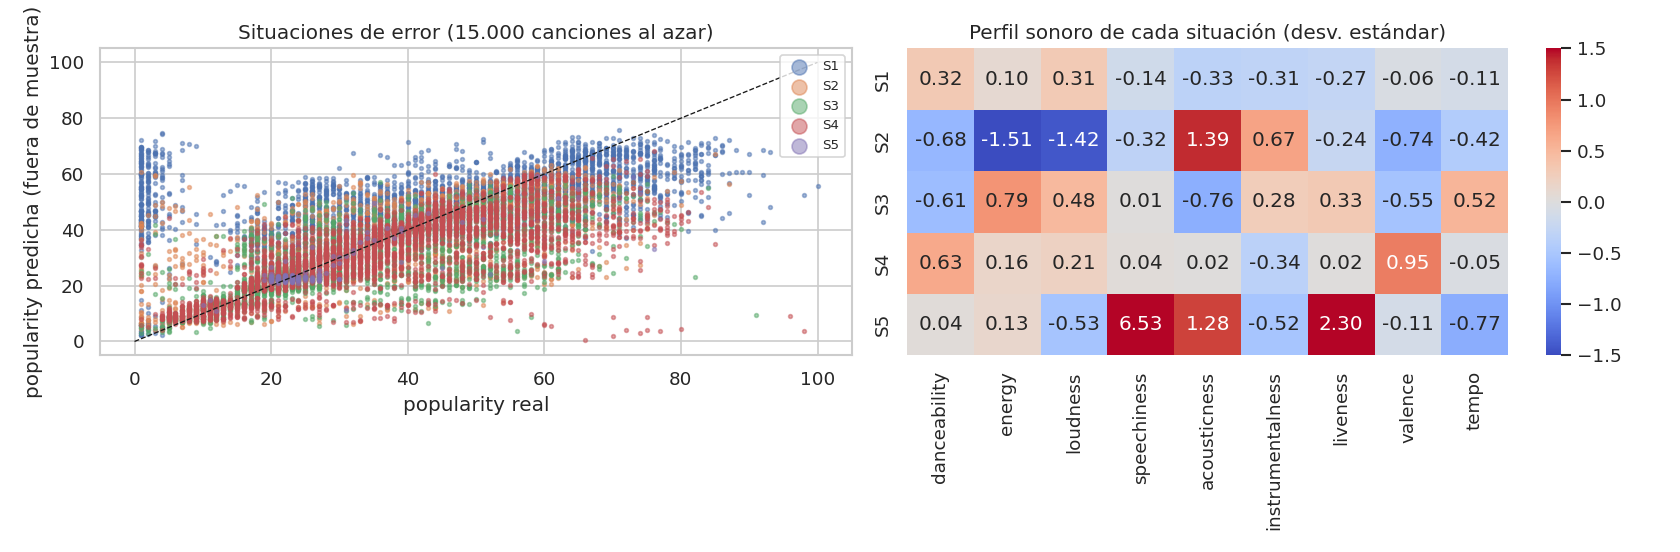 Situaciones de error (15.000 canciones al azar)
popularity predicha (fuera de muestra)
100
80
60
40
20
0
0 20 40 60 80 100
popularity real
S1
S2
S3
S4
S5
Perfil sonoro de cada situación (desv. estándar)
S1 0.32 0.10 0.31 -0.14 -0.33 -0.31 -0.27 -0.06 -0.11
S2 -0.68 -1.51 -1.42 -0.32 1.39 0.67 -0.24 -0.74 -0.42
S3 -0.61 0.79 0.48 0.01 -0.76 0.28 0.33 -0.55 0.52
S4 0.63 0.16 0.21 0.04 0.02 -0.34 0.02 0.95 -0.05
S5 0.04 0.13 -0.53 6.53 1.28 -0.52 2.30 -0.11 -0.77
danceability
energy
loudness
speechiness
acousticness
instrumentalness
liveness
valence
tempo
1.5
1.0
0.5
0.0
−0.5
−1.0
−1.5